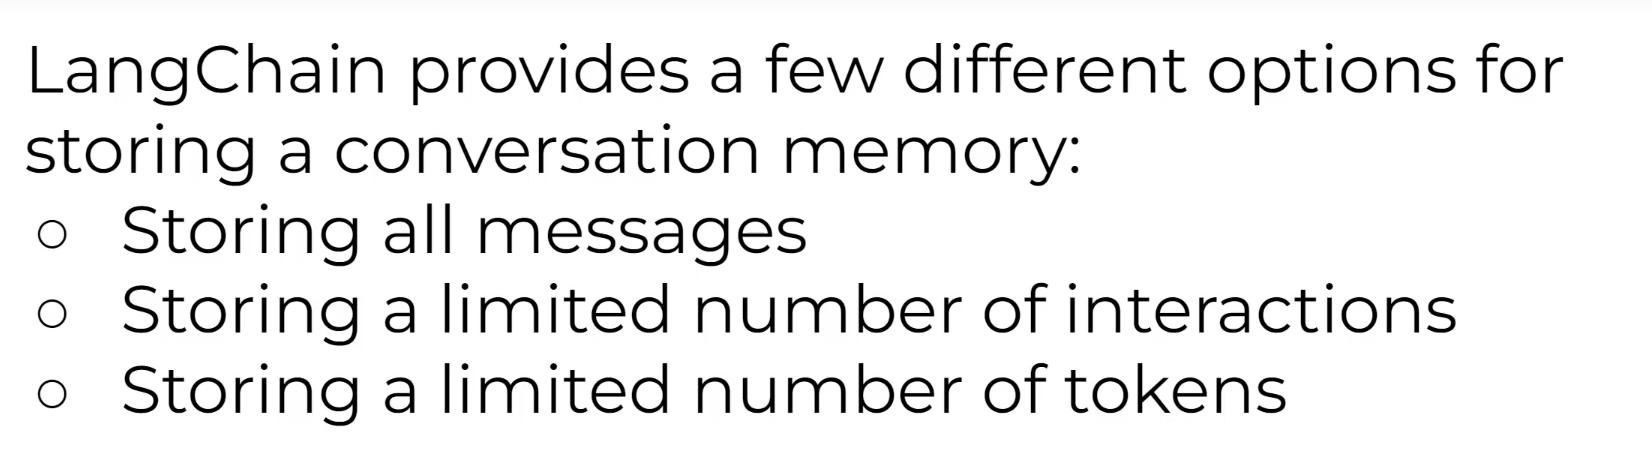 LangChain provides a few different options for
storing a conversation memory:
○ Storing all messages
○ Storing a limited number of interactions
○ Storing a limited number of tokens